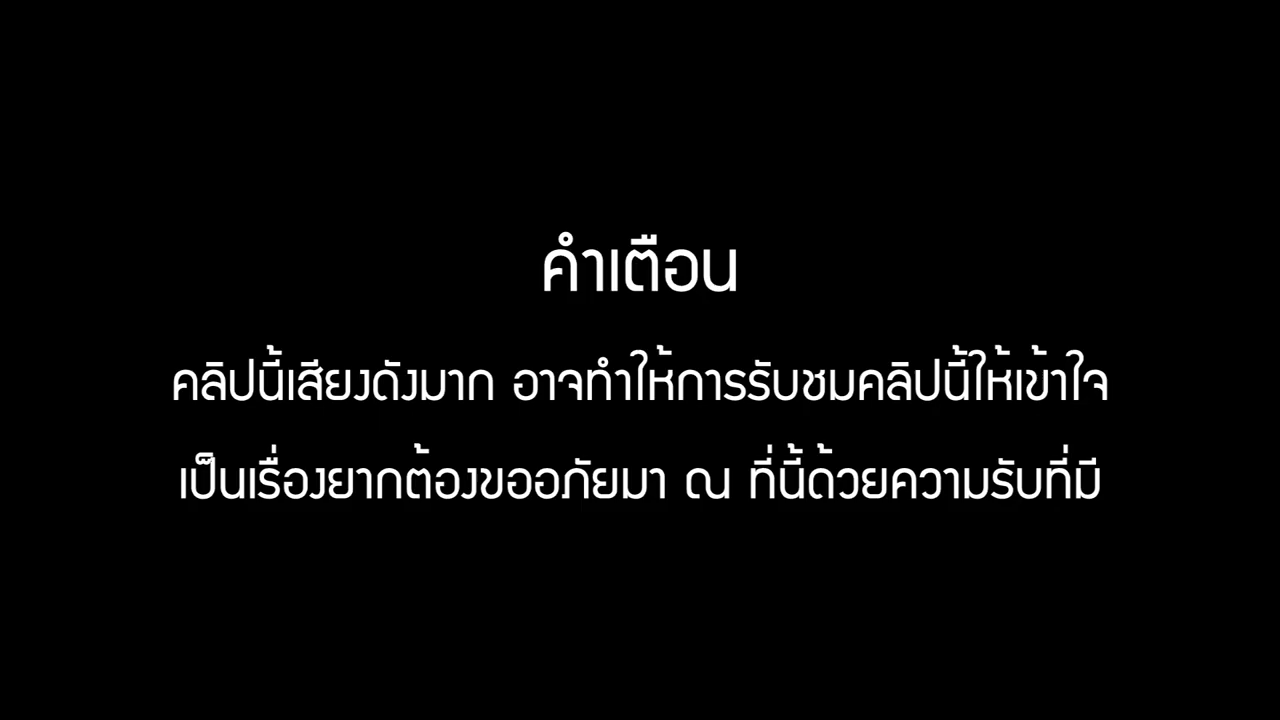 คำเตือน
คลิปนี้เสียงดังมาก อาจทำให้การรับชมคลิปนี้ให้เข้าใจ
เป็นเรื่องยากต้องขออภัยมา ณ ที่นี้ด้วยความรับที่มี